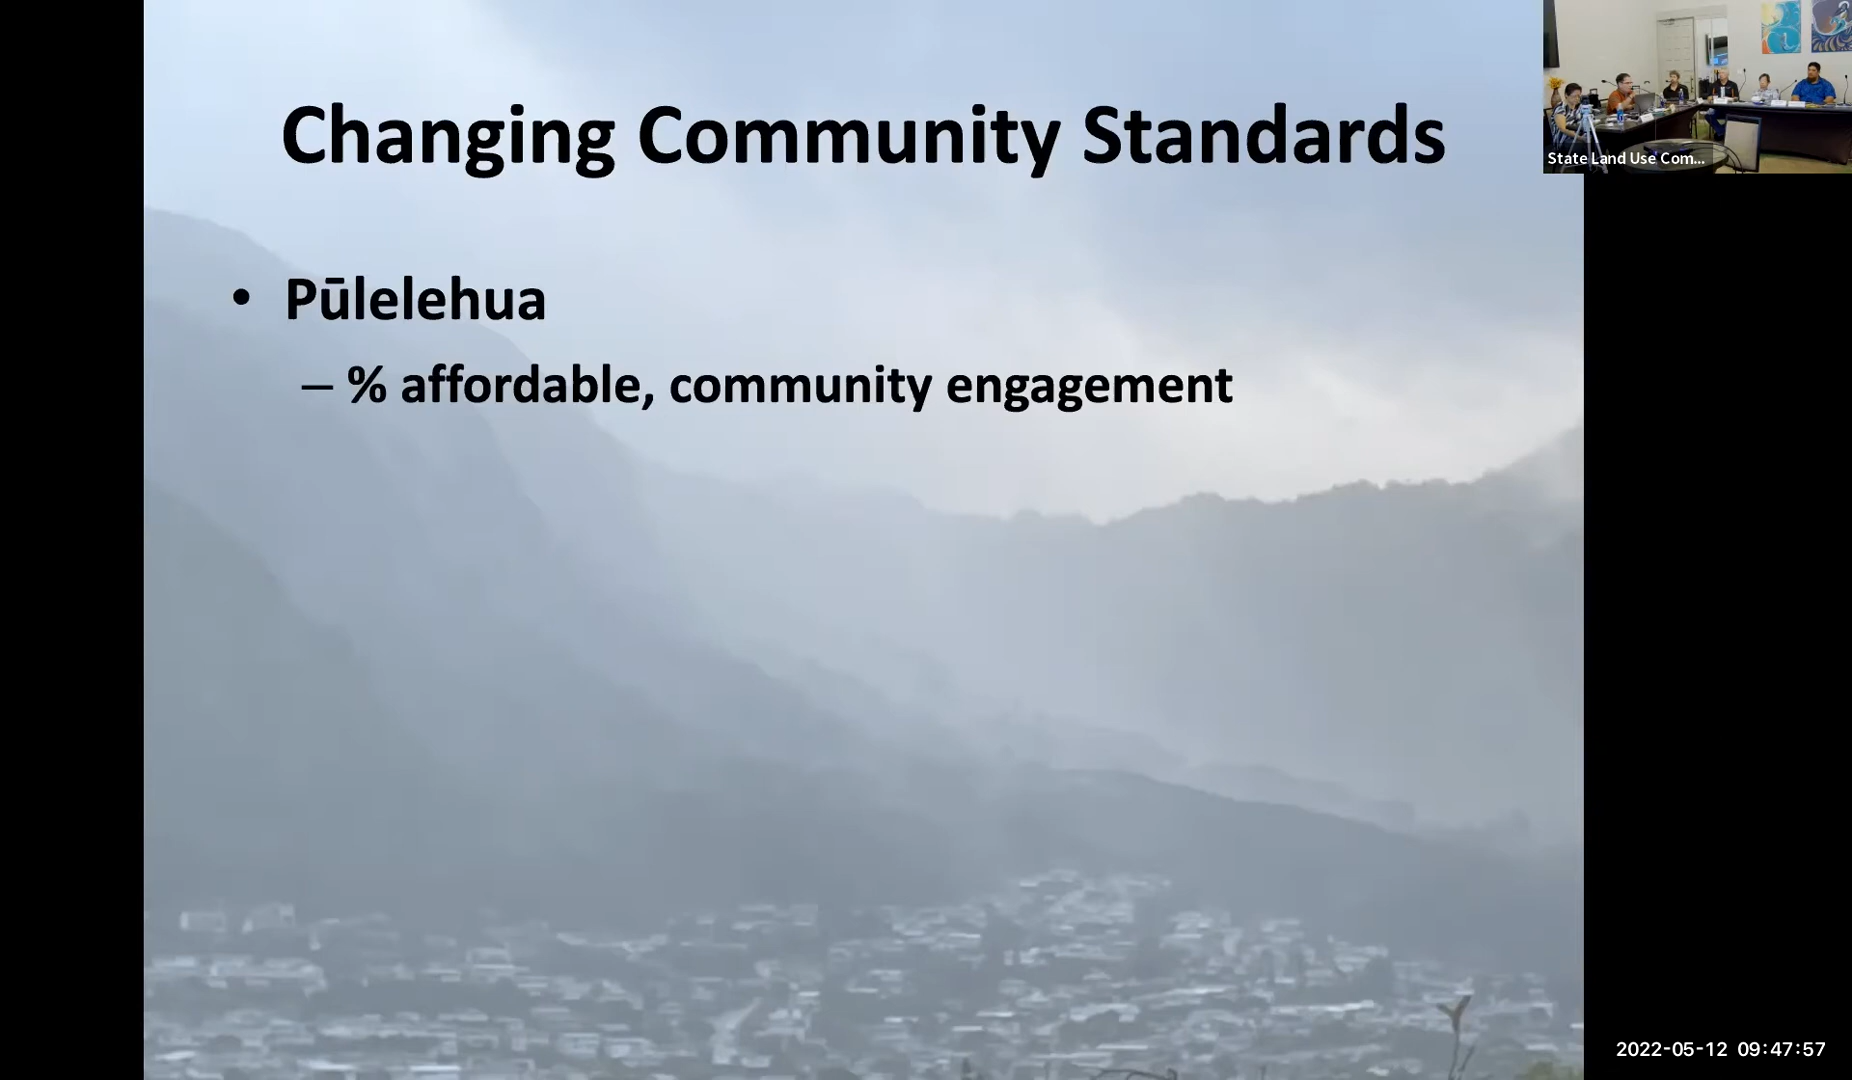 Changing Community Standards
• Pūlelehua
– % affordable, community engagement
State Land Use Com...
2022-05-12 09:47:57